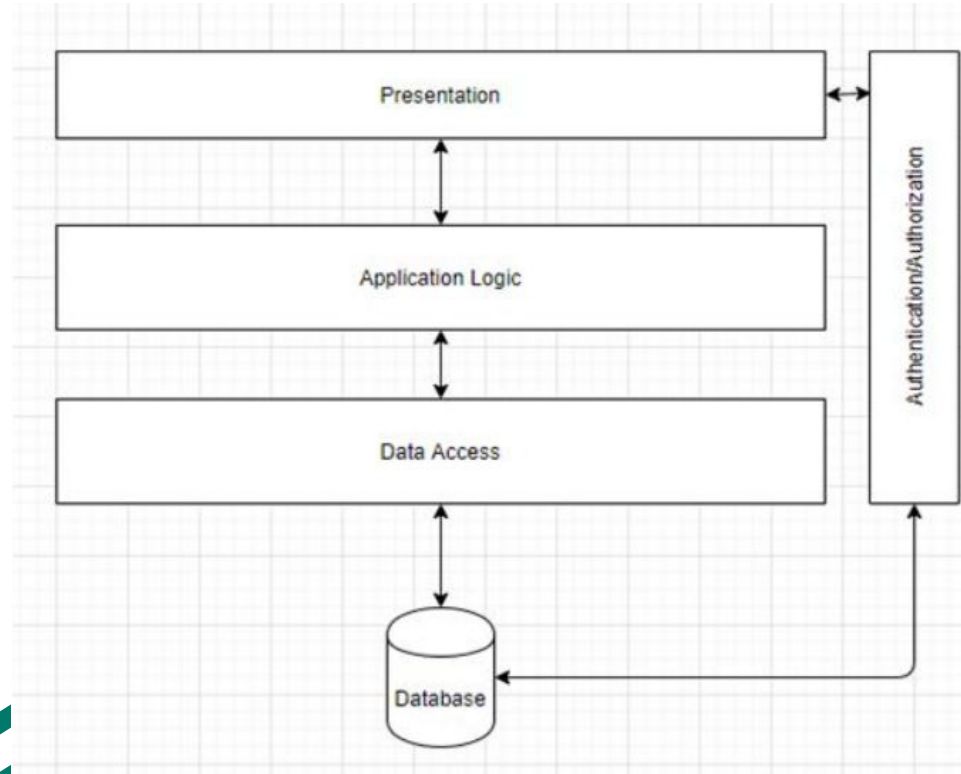 Presentation
Application Logic
Data Access
Database
Authentication/Authorization